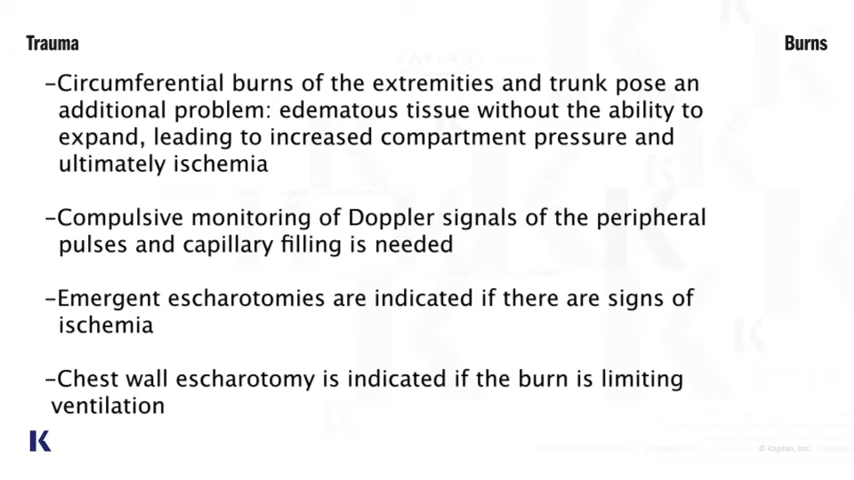 Trauma
Burns
–Circumferential burns of the extremities and trunk pose an
additional problem: edematous tissue without the ability to
expand, leading to increased compartment pressure and
ultimately ischemia
–Compulsive monitoring of Doppler signals of the peripheral
pulses and capillary filling is needed
–Emergent escharotomies are indicated if there are signs of
ischemia
–Chest wall escharotomy is indicated if the burn is limiting
ventilation
K
© Kaplan, Inc.